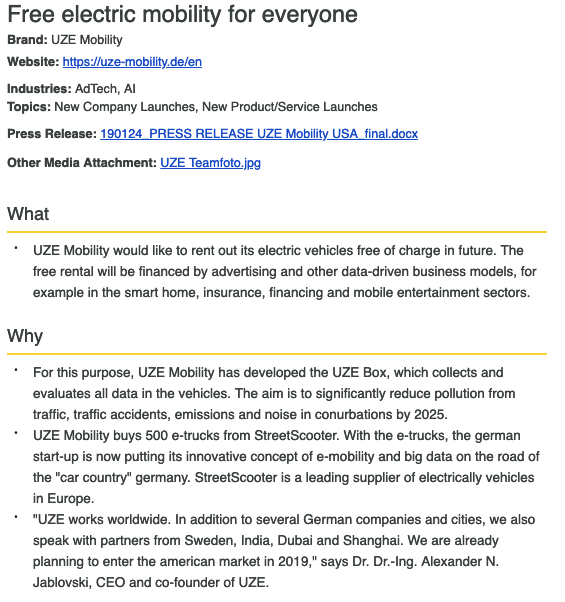 Free electric mobility for everyone
Brand: UZE Mobility
Website: https://uze-mobility.de/en
Industries: AdTech, AI
Topics: New Company Launches, New Product/Service Launches
Press Release: 190124_PRESS RELEASE UZE Mobility USA_final.docx
Other Media Attachment: UZE Teamfoto.jpg
What
• UZE Mobility would like to rent out its electric vehicles free of charge in future. The
free rental will be financed by advertising and other data-driven business models, for
example in the smart home, insurance, financing and mobile entertainment sectors.
Why
• For this purpose, UZE Mobility has developed the UZE Box, which collects and
evaluates all data in the vehicles. The aim is to significantly reduce pollution from
traffic, traffic accidents, emissions and noise in conurbations by 2025.
• UZE Mobility buys 500 e-trucks from StreetScooter. With the e-trucks, the german
start-up is now putting its innovative concept of e-mobility and big data on the road of
the "car country" germany. StreetScooter is a leading supplier of electrically vehicles
in Europe.
• "UZE works worldwide. In addition to several German companies and cities, we also
speak with partners from Sweden, India, Dubai and Shanghai. We are already
planning to enter the american market in 2019," says Dr. Dr.-Ing. Alexander N.
Jablovski, CEO and co-founder of UZE.